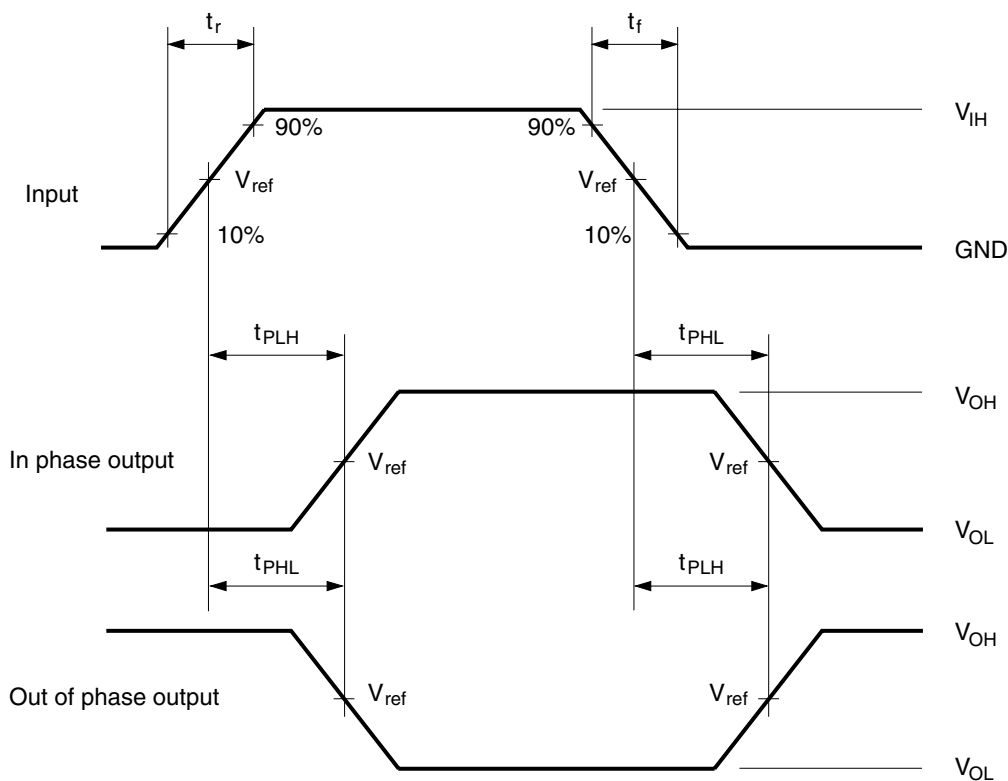 tr tf
VIH
90% 90%
Input Vref Vref
10% 10%
GND
tPLH tPHL
VOH
In phase output Vref Vref
VOL
tPHL tPLH
VOH
Out of phase output Vref Vref
VOL